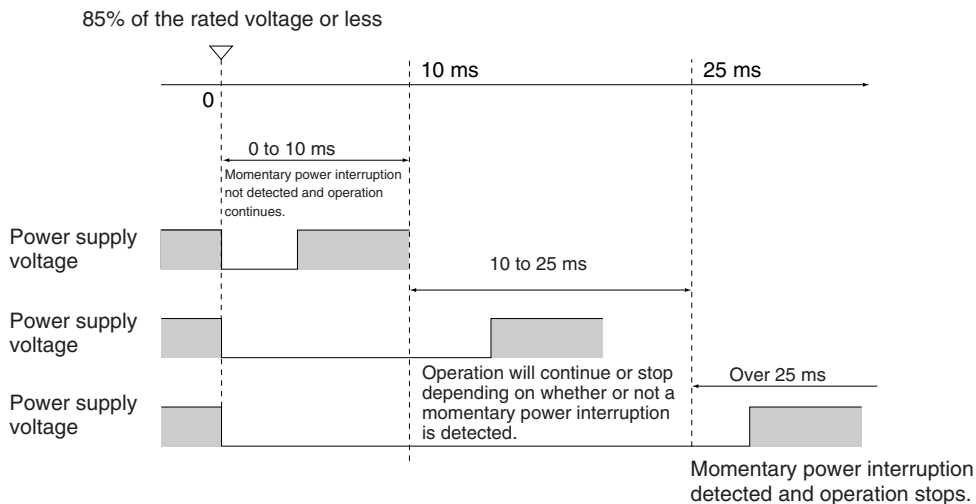 85% of the rated voltage or less
10 ms
25 ms
0
0 to 10 ms
Momentary power interruption
not detected and operation
continues.
Power supply
voltage
10 to 25 ms
Power supply
voltage
Operation will continue or stop
depending on whether or not a
momentary power interruption
is detected.
Over 25 ms
Power supply
voltage
Momentary power interruption
detected and operation stops.